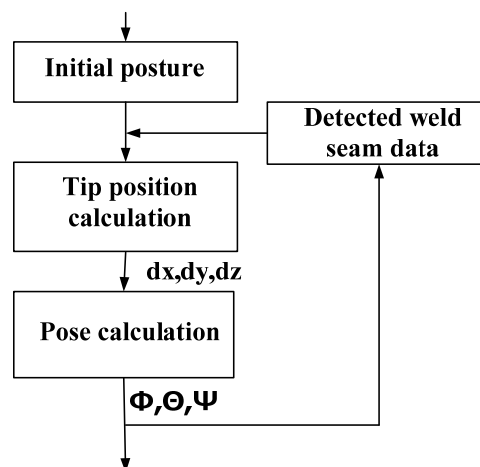 Initial posture
Detected weld
seam data
Tip position
calculation
dx,dy,dz
Pose calculation
Φ,Θ,Ψ